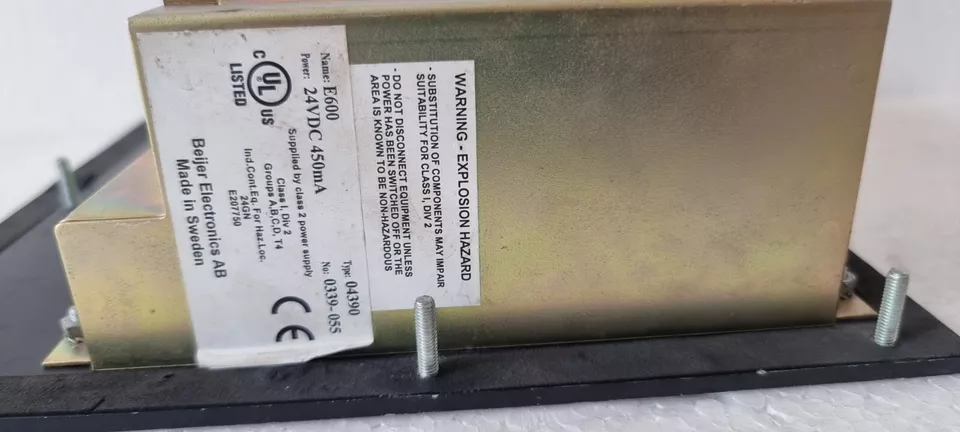 Name: E600
Type: 04390
Power: 24VDC 450mA
No: 0339-055
Supplied by class 2 power supply
C UL US
LISTED
Class I, Div 2
Groups A,B,C,D, T4
Ind.Cont.Eq. For Haz.Loc.
24GN
E207750
CE
Beijer Electronics AB
Made in Sweden
WARNING - EXPLOSION HAZARD
- SUBSTITUTION OF COMPONENTS MAY IMPAIR
SUITABILITY FOR CLASS I, DIV 2
- DO NOT DISCONNECT EQUIPMENT UNLESS
POWER HAS BEEN SWITCHED OFF OR THE
AREA IS KNOWN TO BE NON-HAZARDOUS